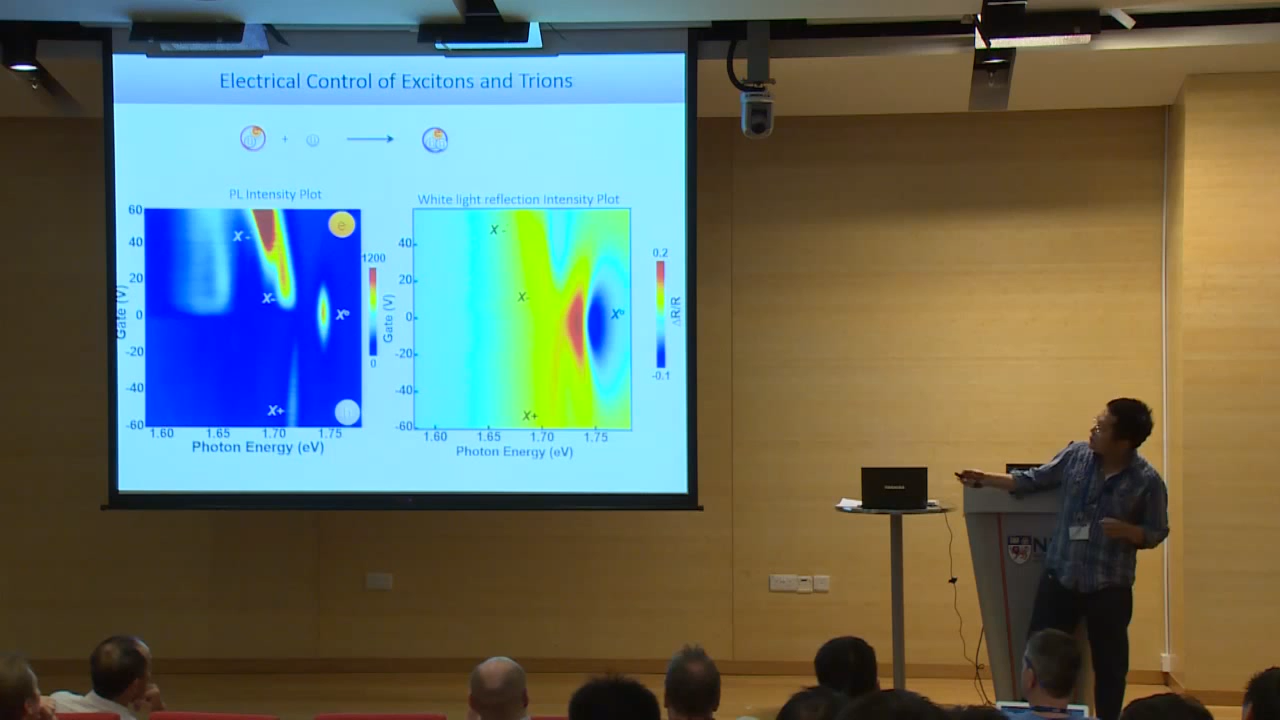 Electrical Control of Excitons and Trions
+
PL Intensity Plot
White light reflection Intensity Plot
60
40
20
0
-20
-40
-60
Gate (V)
X-
X-
X⁰
X+
e
1.60 1.65 1.70 1.75
Photon Energy (eV)
1200
0
40
20
0
-20
-40
-60
Gate (V)
X-
X-
X⁰
X+
1.60 1.65 1.70 1.75
Photon Energy (eV)
0.2
ΔR/R
-0.1
TOSHIBA